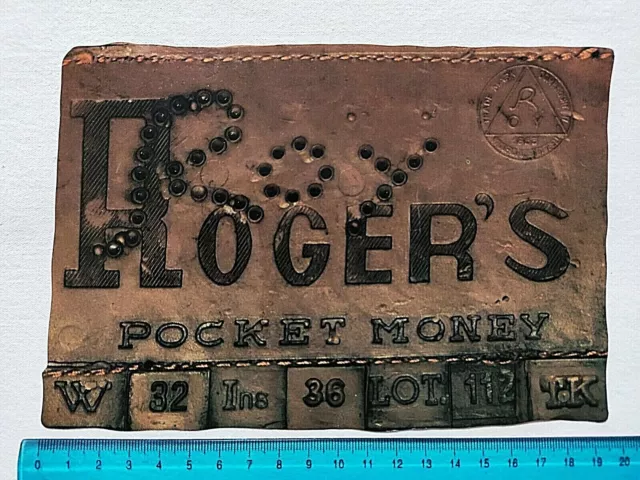 Roy
ROGER'S
POCKET MONEY
W 32 Ins 36 LOT. 112 TK
0 1 2 3 4 5 6 7 8 9 10 11 12 13 14 15 16 17 18 19 20